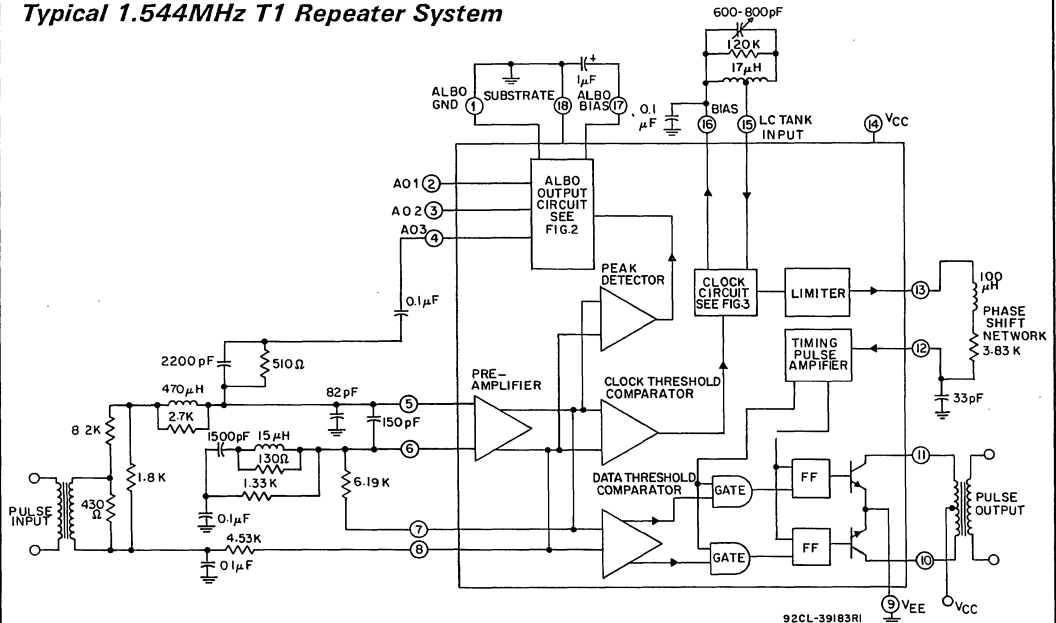 Typical 1.544MHz T1 Repeater System
600-800pF
120K
17μH
1μF
ALBO GND
1
SUBSTRATE
18
ALBO BIAS
17
0.1 μF
BIAS
16
15
LC TANK INPUT
14
VCC
AO1
2
AO2
3
AO3
4
ALBO
OUTPUT
CIRCUIT
SEE
FIG.2
PEAK
DETECTOR
CLOCK
CIRCUIT
SEE FIG.3
LIMITER
13
100
μH
PHASE
SHIFT
NETWORK
3.83 K
TIMING
PULSE
AMPIFIER
12
33pF
0.1μF
2200pF
510Ω
470μH
2.7K
82pF
5
150pF
6
PRE-
AMPLIFIER
CLOCK THRESHOLD
COMPARATOR
8 2K
1.8K
430
Ω
PULSE
INPUT
1500pF
15μH
130Ω
1.33K
0.1μF
6.19K
7
8
4.53K
0 1μF
DATA THRESHOLD
COMPARATOR
GATE
FF
GATE
FF
11
PULSE
OUTPUT
10
9
VEE
VCC
92CL-39183R1